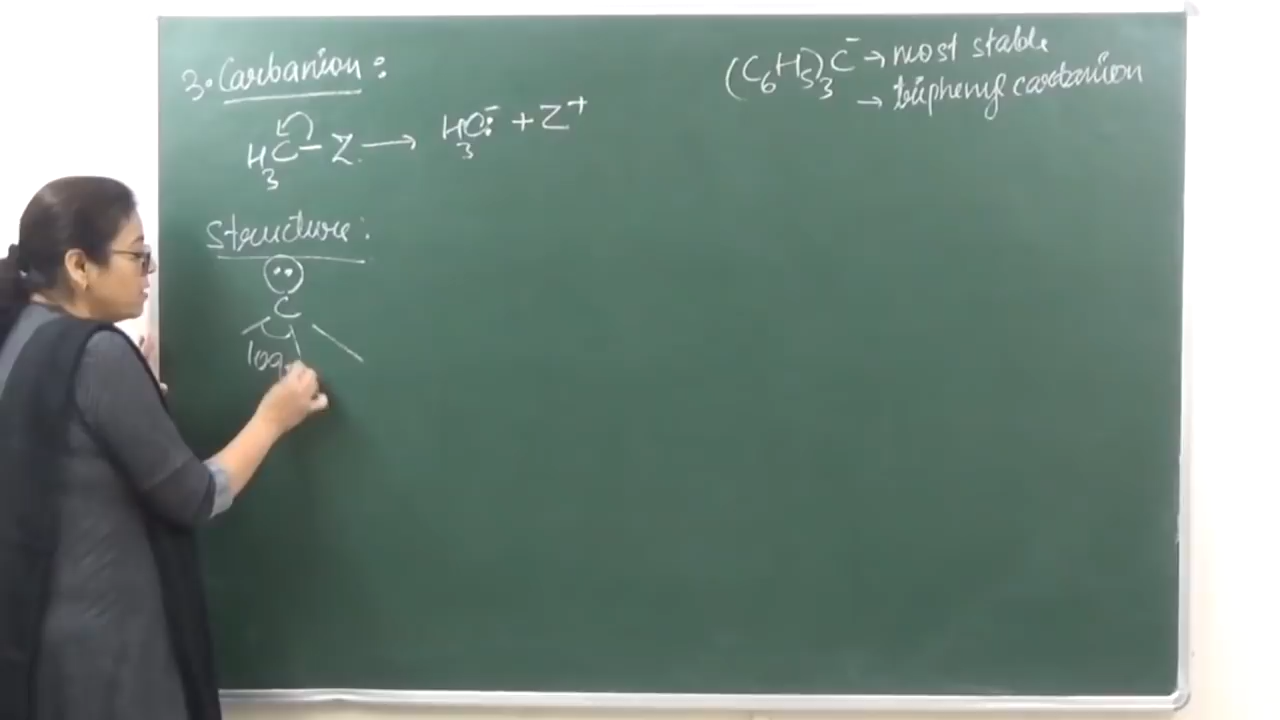 3. Carbanion:
H3C – Z. → H3C:⁻ + Z⁺
Structure:
C
109
(C6H5)3C⁻ → most stable
→ triphenyl carbanion